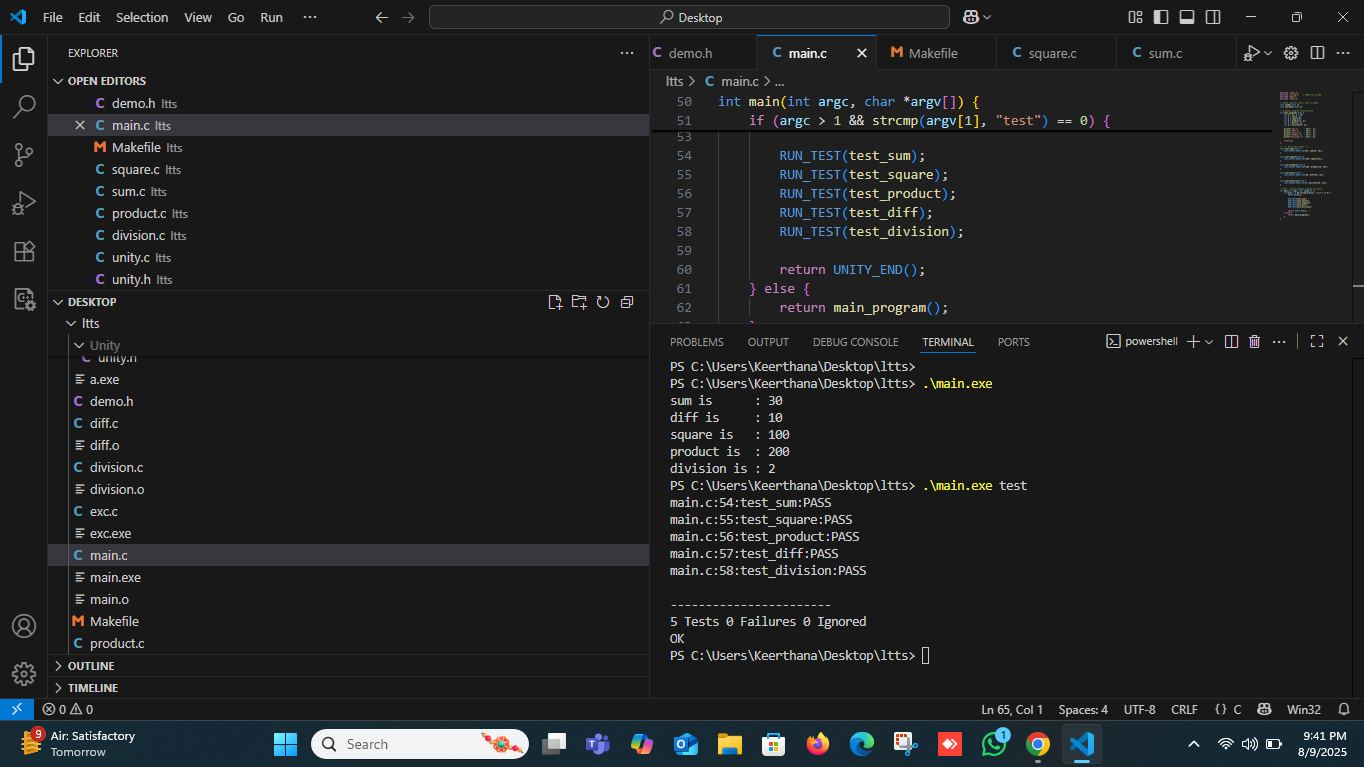 File Edit Selection View Go Run ··· Desktop
EXPLORER ···
OPEN EDITORS
C demo.h ltts
C main.c ltts
M Makefile ltts
C square.c ltts
C sum.c ltts
C product.c ltts
C division.c ltts
C unity.c ltts
C unity.h ltts
DESKTOP
ltts
Unity
C unity.h
a.exe
C demo.h
C diff.c
diff.o
C division.c
division.o
C exc.c
exc.exe
C main.c
main.exe
main.o
M Makefile
C product.c
OUTLINE
TIMELINE
C demo.h C main.c M Makefile C square.c C sum.c ···
ltts > C main.c > ...
50 int main(int argc, char *argv[]) {
51 if (argc > 1 && strcmp(argv[1], "test") == 0) {
53
54 RUN_TEST(test_sum);
55 RUN_TEST(test_square);
56 RUN_TEST(test_product);
57 RUN_TEST(test_diff);
58 RUN_TEST(test_division);
59
60 return UNITY_END();
61 } else {
62 return main_program();
PROBLEMS OUTPUT DEBUG CONSOLE TERMINAL PORTS powershell ···
PS C:\Users\Keerthana\Desktop\ltts>
PS C:\Users\Keerthana\Desktop\ltts> .\main.exe
sum is : 30
diff is : 10
square is : 100
product is : 200
division is : 2
PS C:\Users\Keerthana\Desktop\ltts> .\main.exe test
main.c:54:test_sum:PASS
main.c:55:test_square:PASS
main.c:56:test_product:PASS
main.c:57:test_diff:PASS
main.c:58:test_division:PASS
-----------------------
5 Tests 0 Failures 0 Ignored
OK
PS C:\Users\Keerthana\Desktop\ltts>
0 0 Ln 65, Col 1 Spaces: 4 UTF-8 CRLF {} C Win32
9 Air: Satisfactory
Tomorrow
Search
1
9:41 PM
8/9/2025